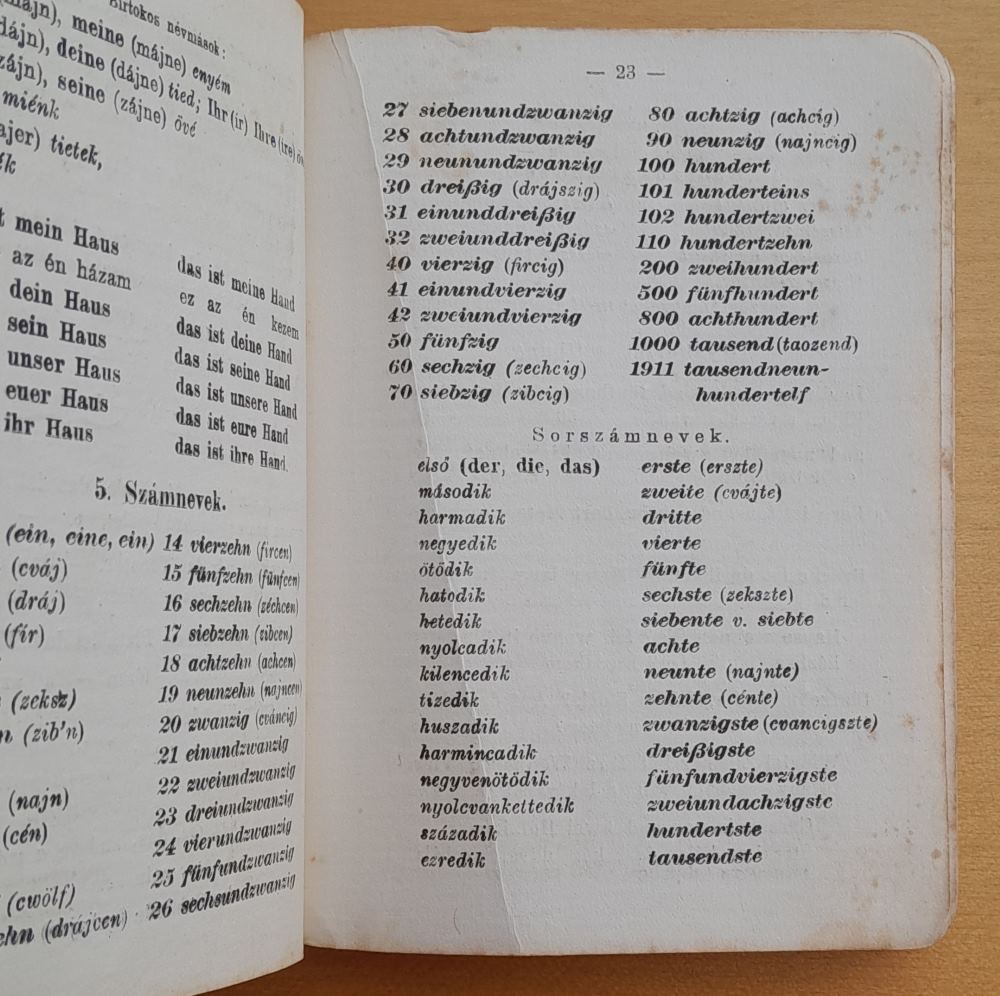 Birtokos névmások:
meine (májne) enyém
deine (dájne) tied; Ihr (ir) Ihre (ire)
seine (zájne) övé
miénk
tietek,
mein Haus
az én házam
dein Haus
sein Haus
unser Haus
euer Haus
ihr Haus
das ist meine Hand
ez az én kezem
das ist deine Hand
das ist seine Hand
das ist unsere Hand
das ist eure Hand
das ist ihre Hand.
5. Számnevek.
(ein, eine, ein)
(cváj)
(dráj)
(fír)
(zeksz)
(zib'n)
(najn)
(cén)
(cwölf)
(drájcen)
14 vierzehn (fircen)
15 fünfzehn (fünfcen)
16 sechzehn (zéchcen)
17 siebzehn (zibcen)
18 achtzehn (achcen)
19 neunzehn (najncen)
20 zwanzig (cváncig)
21 einundzwanzig
22 zweiundzwanzig
23 dreiundzwanzig
24 vierundzwanzig
25 fünfundzwanzig
26 sechsundzwanzig
— 23 —
27 siebenundzwanzig
28 achtundzwanzig
29 neunundzwanzig
30 dreißig (drájszig)
31 einunddreißig
32 zweiunddreißig
40 vierzig (fircig)
41 einundvierzig
42 zweiundvierzig
50 fünfzig
60 sechzig (zechcig)
70 siebzig (zibcig)
80 achtzig (achcig)
90 neunzig (najncig)
100 hundert
101 hunderteins
102 hundertzwei
110 hundertzehn
200 zweihundert
500 fünfhundert
800 achthundert
1000 tausend (taozend)
1911 tausendneun-
hundertelf
Sorszámnevek.
első (der, die, das) erste (erszte)
második zweite (cvájte)
harmadik dritte
negyedik vierte
ötödik fünfte
hatodik sechste (zekszte)
hetedik siebente v. siebte
nyolcadik achte
kilencedik neunte (najnte)
tizedik zehnte (cénte)
huszadik zwanzigste (cvancigszte)
harmincadik dreißigste
negyvenötödik fünfundvierzigste
nyolcvankettedik zweiundachzigste
századik hundertste
ezredik tausendste